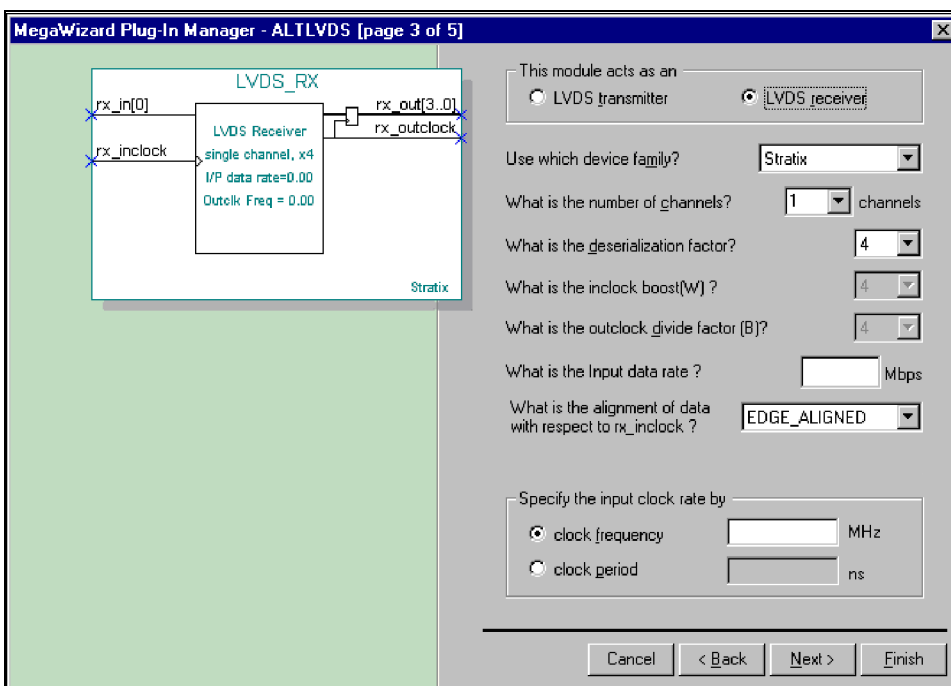 MegaWizard Plug-In Manager - ALTLVDS [page 3 of 5]
LVDS_RX
rx_in[0]
rx_out[3..0]
rx_outclock
rx_inclock
LVDS Receiver
single channel, x4
I/P data rate=0.00
Outclk Freq = 0.00
Stratix
This module acts as an
LVDS transmitter
LVDS receiver
Use which device family?
Stratix
What is the number of channels?
1
channels
What is the deserialization factor?
4
What is the inclock boost(W) ?
4
What is the outclock divide factor (B)?
4
What is the Input data rate ?
Mbps
What is the alignment of data
with respect to rx_inclock ?
EDGE_ALIGNED
Specify the input clock rate by
clock frequency
MHz
clock period
ns
Cancel
< Back
Next >
Finish